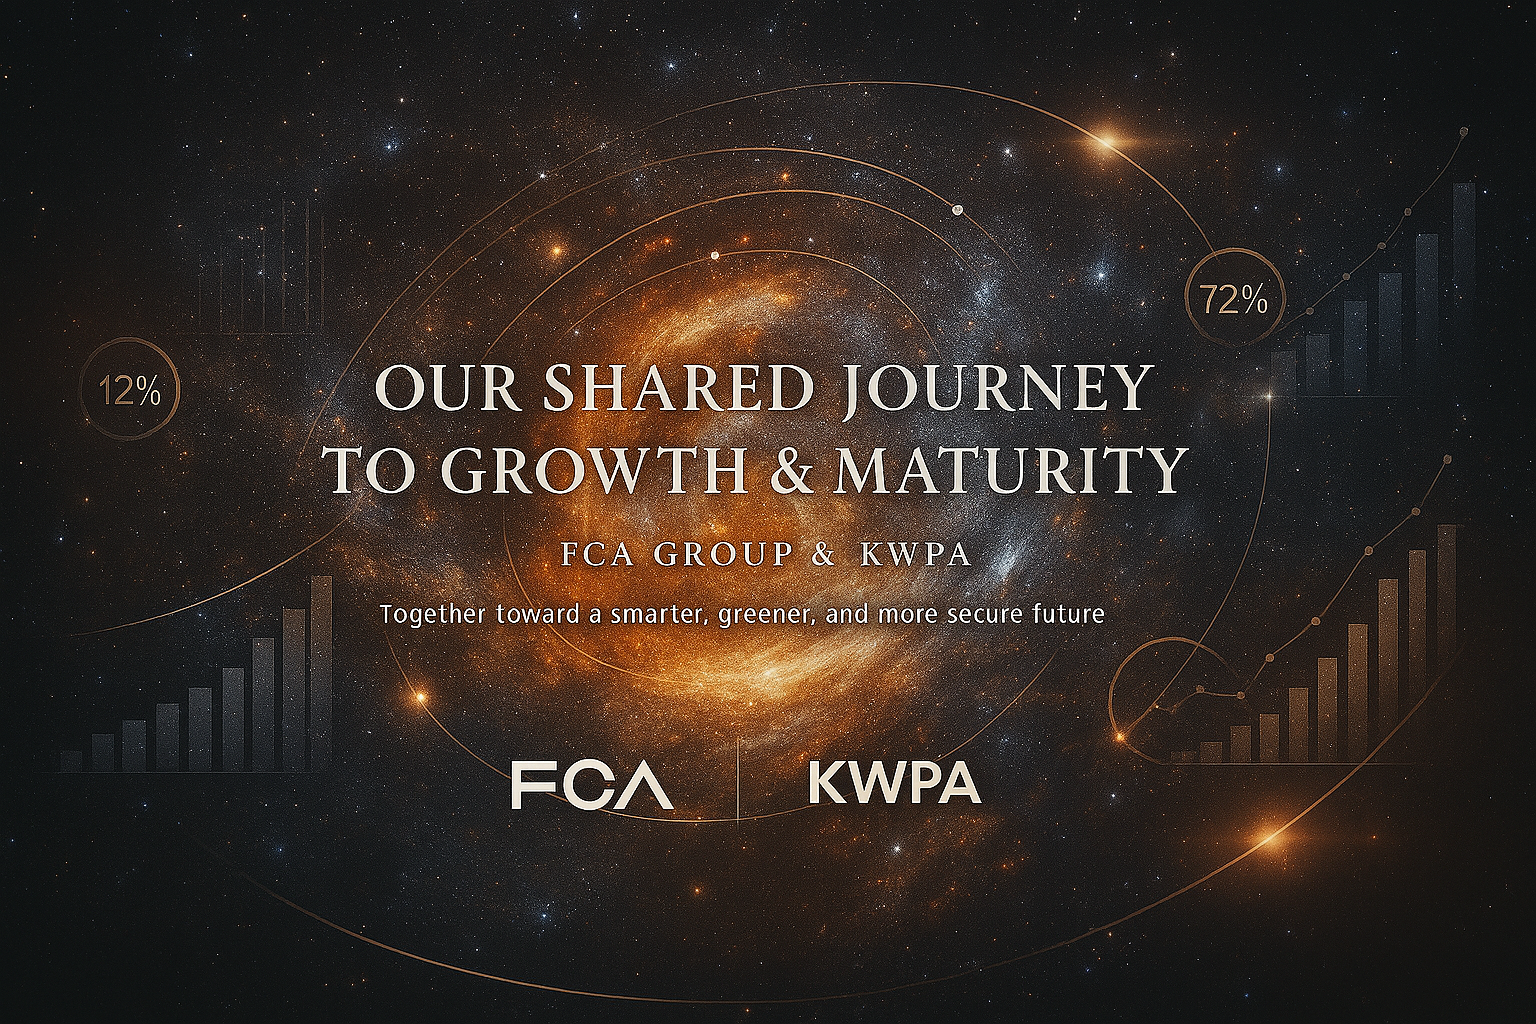 72%
12%
OUR SHARED JOURNEY
TO GROWTH & MATURITY
FCA GROUP & KWPA
Together toward a smarter, greener, and more secure future
FCA
KWPA